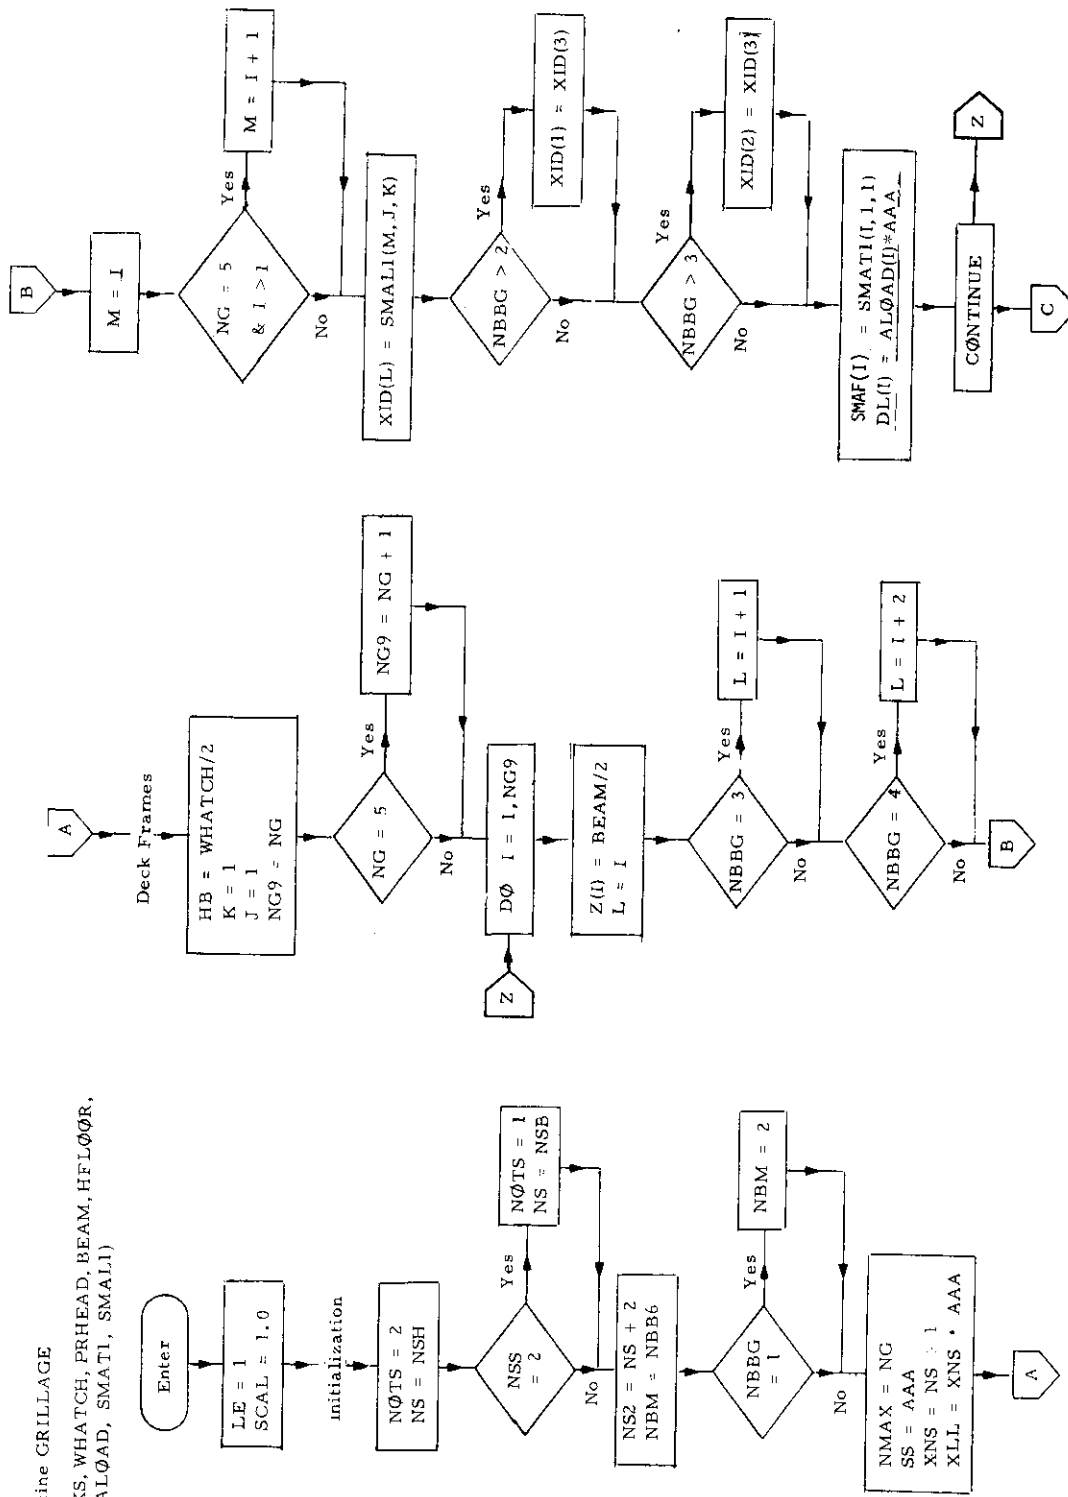 ine GRILLAGE
KS, WHATCH, PRHEAD, BEAM, HFLØØR,
ALØAD, SMAT1, SMAL1)
Enter
LE = 1
SCAL = 1.0
Initialization
NØTS = 2
NS = NSH
NSS
= 2
Yes
NØTS = 1
NS = NSB
No
NS2 = NS + 2
NBM = NBB6
NBBG
= 1
Yes
NBM = 2
No
NMAX = NG
SS = AAA
XNS = NS
1
XLL = XNS * AAA
A
A
Deck Frames
HB = WHATCH/2
K = 1
J = 1
NG9 = NG
NG = 5
Yes
NG9 = NG + 1
No
Z
DØ I = 1, NG9
Z(I) = BEAM/2
L = I
NBBG = 3
Yes
L = I + 1
No
NBBG = 4
Yes
L = I + 2
No
B
B
M = I
NG = 5
& I > 1
Yes
M = I + 1
No
XID(L) = SMAL1(M, J, K)
NBBG > 2
Yes
XID(1) = XID(3)
No
NBBG > 3
Yes
XID(2) = XID(3)
No
SMAF(I) = SMAT1(I, 1, 1)
DL(I) = ALØAD(I)*AAA
CØNTINUE
Z
C